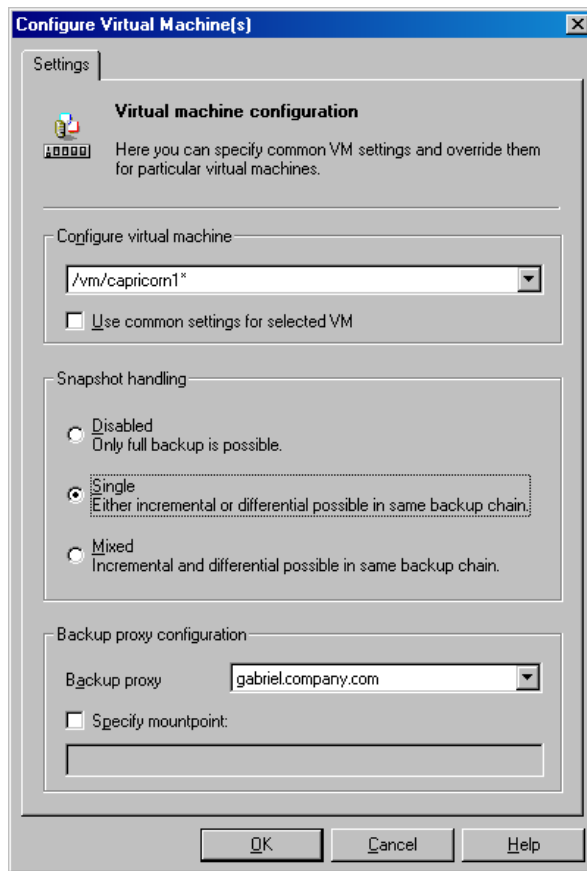 Configure Virtual Machine(s)
Settings
Virtual machine configuration
Here you can specify common VM settings and override them
for particular virtual machines.
Configure virtual machine
/vm/capricorn1*
Use common settings for selected VM
Snapshot handling
Disabled
Only full backup is possible.
Single
Either incremental or differential possible in same backup chain.
Mixed
Incremental and differential possible in same backup chain.
Backup proxy configuration
Backup proxy
gabriel.company.com
Specify mountpoint:
OK
Cancel
Help